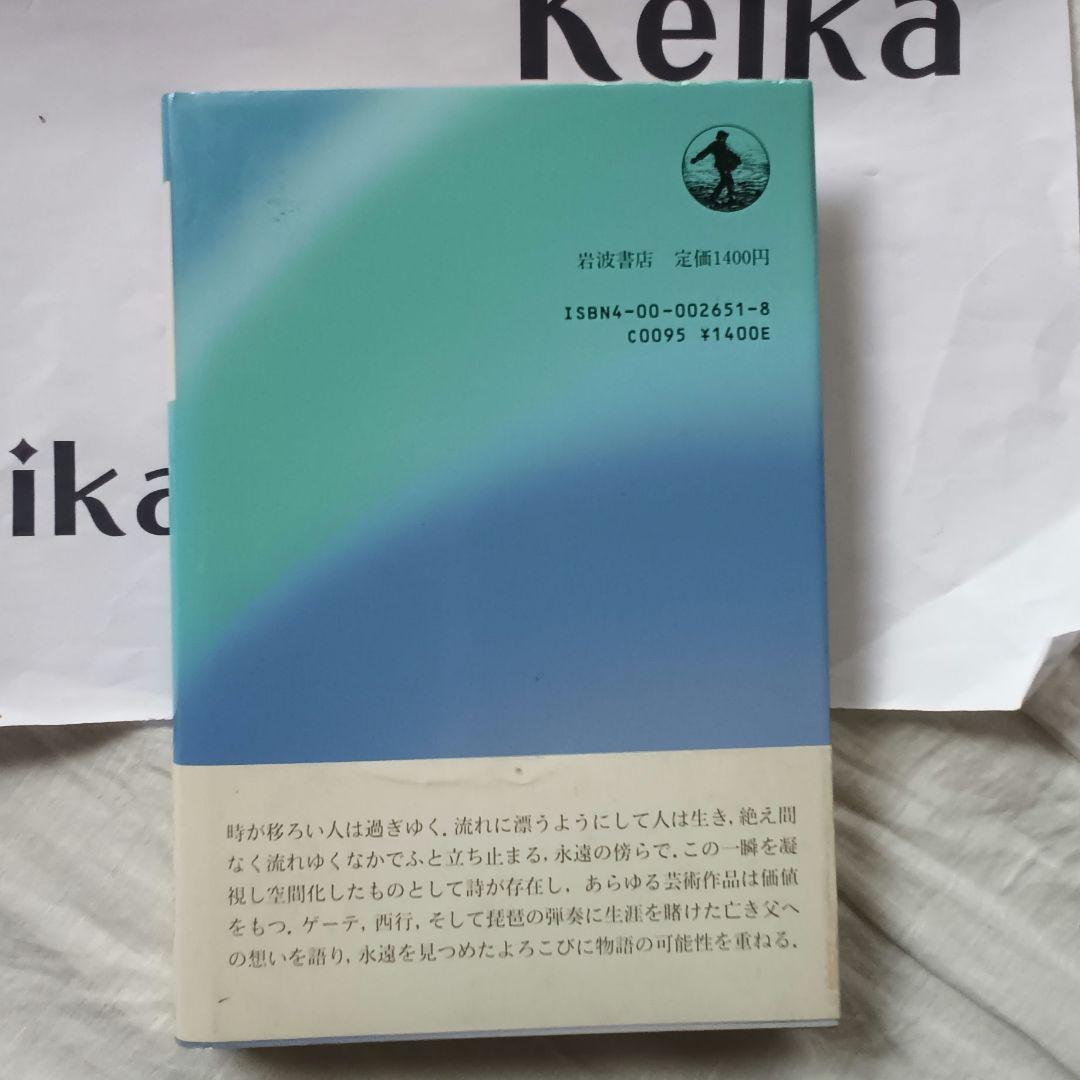 Keika
ika
岩波書店　定価1400円
ISBN4-00-002651-8
C0095 ¥1400E
時が移ろい人は過ぎゆく．流れに漂うようにして人は生き，絶え間
なく流れゆくなかでふと立ち止まる，永遠の傍らで．この一瞬を凝
視し空間化したものとして詩が存在し，あらゆる芸術作品は価値
をもつ．ゲーテ，西行，そして琵琶の弾奏に生涯を賭けた亡き父へ
の想いを語り，永遠を見つめたよろこびに物語の可能性を重ねる．